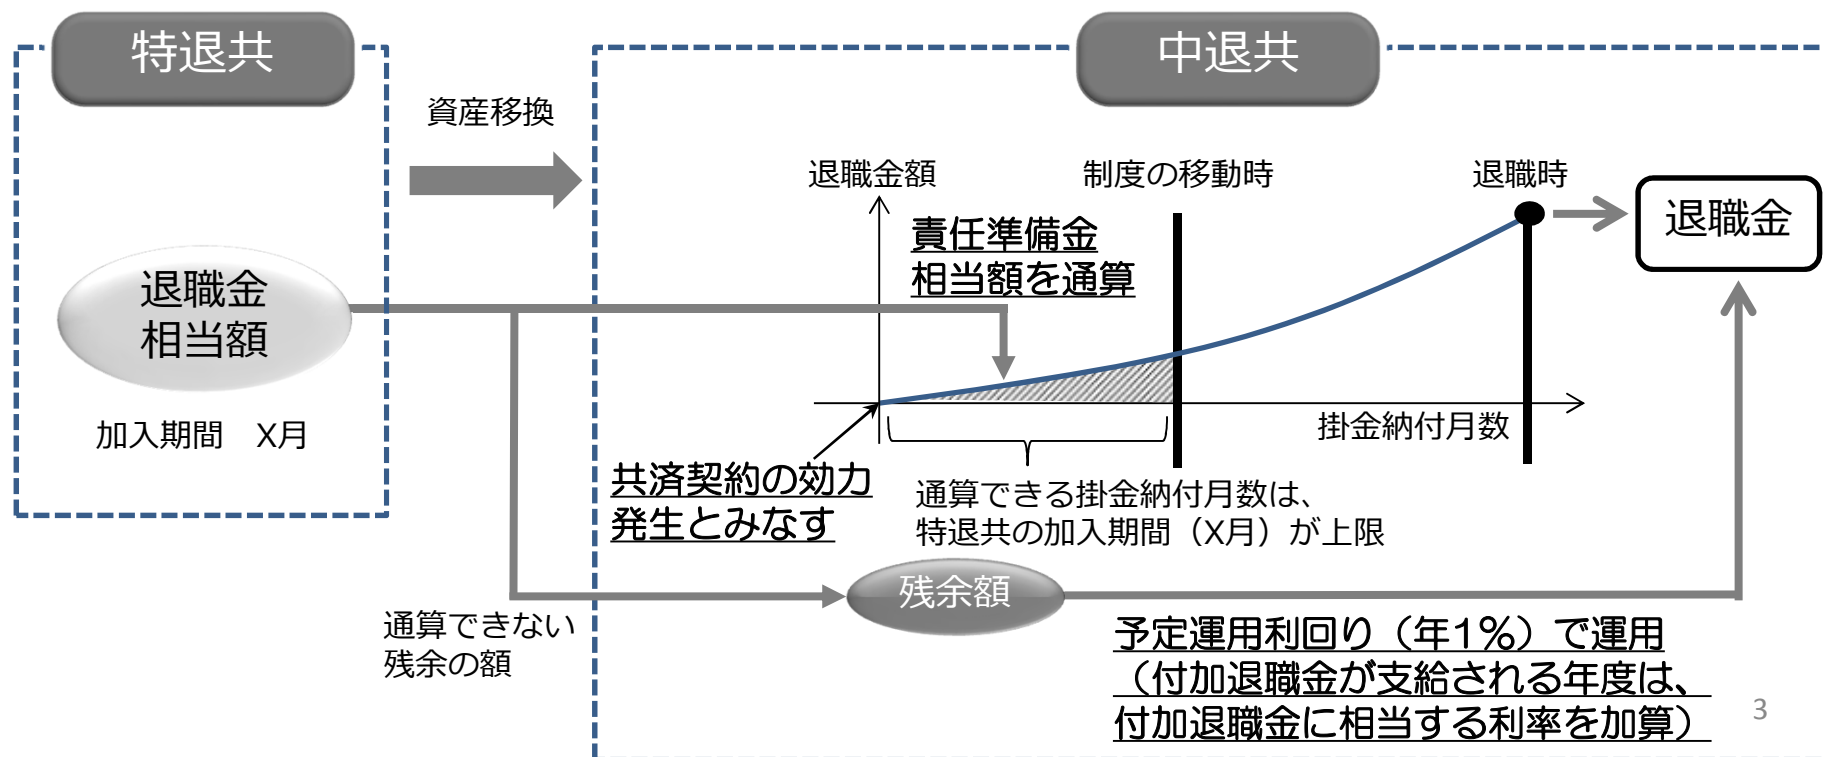 特退共
中退共
資産移換
退職金額
制度の移動時
退職時
退職金
責任準備金
相当額を通算
退職金
相当額
加入期間　X月
掛金納付月数
共済契約の効力
発生とみなす
通算できる掛金納付月数は、
特退共の加入期間（X月）が上限
残余額
通算できない
残余の額
予定運用利回り（年1％）で運用
（付加退職金が支給される年度は、
付加退職金に相当する利率を加算）
3